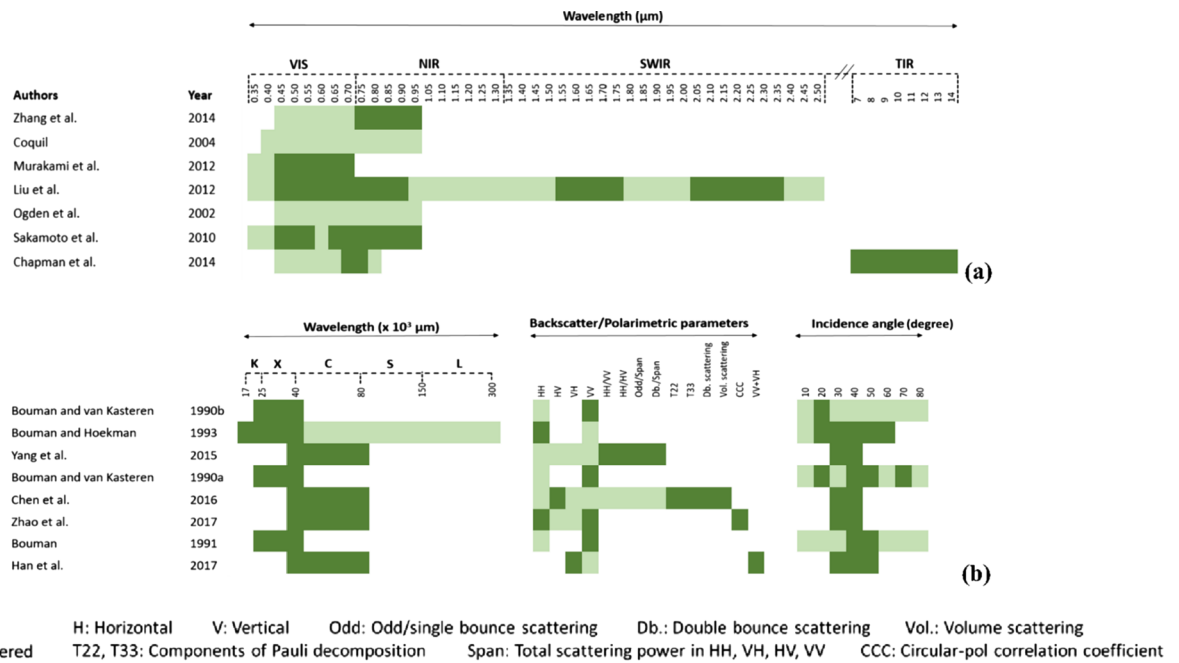 Wavelength (µm)
VIS NIR SWIR TIR
Authors Year 0.35 0.40 0.45 0.50 0.55 0.60 0.65 0.70 0.75 0.80 0.85 0.90 0.95 1.05 1.10 1.15 1.20 1.25 1.30 1.35 1.40 1.45 1.50 1.55 1.60 1.65 1.70 1.80 1.85 1.90 1.95 2.00 2.05 2.10 2.15 2.20 2.25 2.30 2.35 2.40 2.45 2.50 7 8 9 10 11 12 13 14
Zhang et al. 2014
Coquil 2004
Murakami et al. 2012
Liu et al. 2012
Ogden et al. 2002
Sakamoto et al. 2010
Chapman et al. 2014
(a)
Wavelength (x 10³ µm) Backscatter/Polarimetric parameters Incidence angle (degree)
K X C S L
17 25 40 80 150 300 HH HV VH VV HH/VV HH/HV Odd/Span Db./Span T22 T33 Db. scattering Vol. scattering CCC VV+VH 10 20 30 40 50 60 70 80
Bouman and van Kasteren 1990b
Bouman and Hoekman 1993
Yang et al. 2015
Bouman and van Kasteren 1990a
Chen et al. 2016
Zhao et al. 2017
Bouman 1991
Han et al. 2017
(b)
H: Horizontal V: Vertical Odd: Odd/single bounce scattering Db.: Double bounce scattering Vol.: Volume scattering
ered T22, T33: Components of Pauli decomposition Span: Total scattering power in HH, VH, HV, VV CCC: Circular-pol correlation coefficient